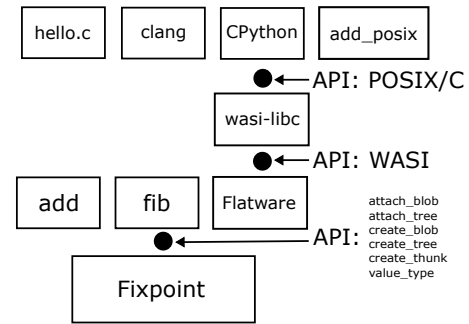 hello.c clang CPython add_posix
API: POSIX/C
wasi-libc
API: WASI
add fib Flatware
API:
attach_blob
attach_tree
create_blob
create_tree
create_thunk
value_type
Fixpoint